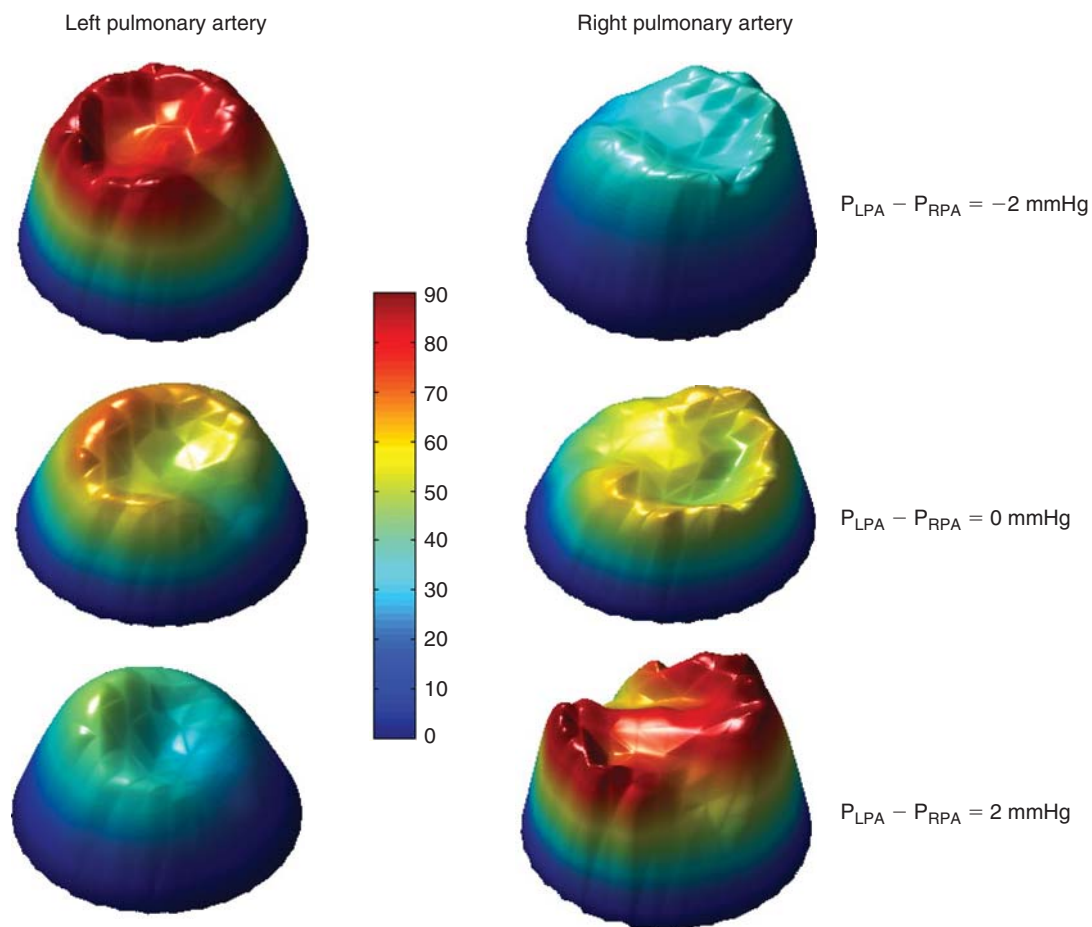 Left pulmonary artery
Right pulmonary artery
P_LPA − P_RPA = −2 mmHg
90
80
70
60
50
40
30
20
10
0
P_LPA − P_RPA = 0 mmHg
P_LPA − P_RPA = 2 mmHg